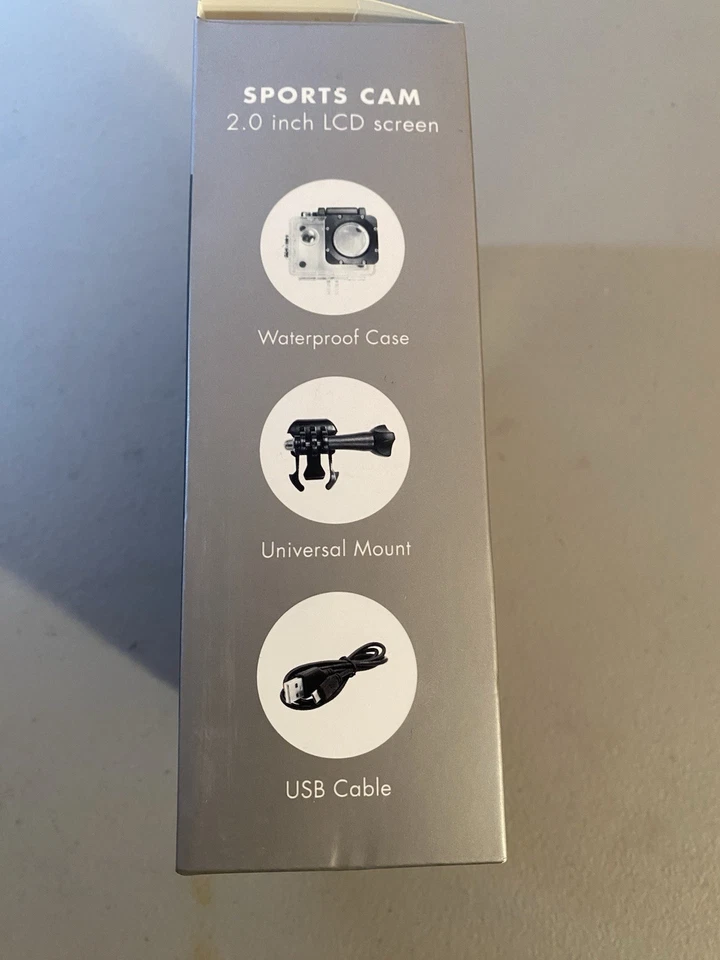 SPORTS CAM
2.0 inch LCD screen
Waterproof Case
Universal Mount
USB Cable